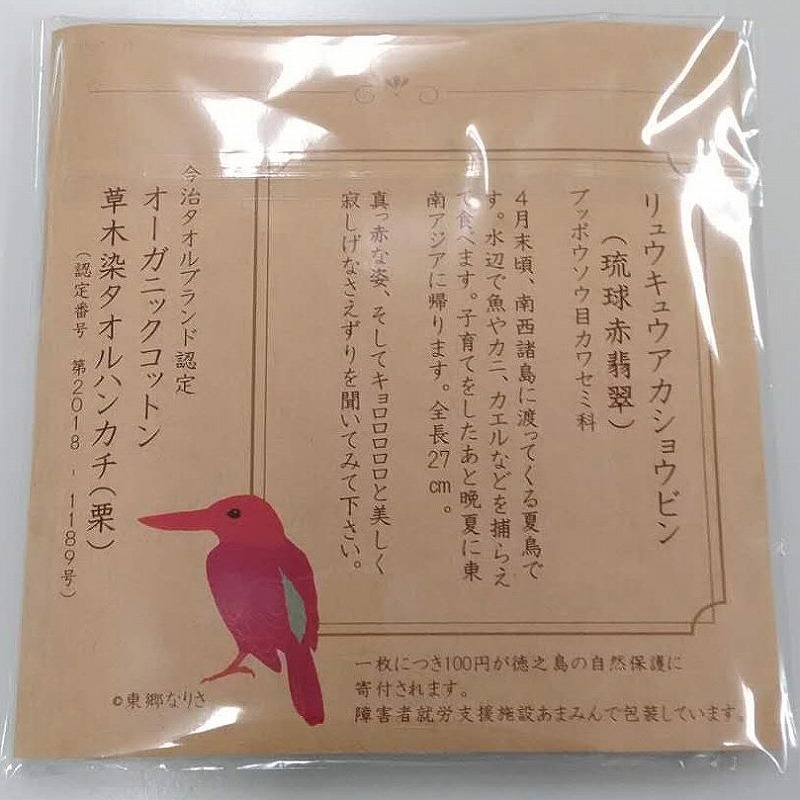 リュウキュウアカショウビン
（琉球赤翡翠）
ブッポウソウ目カワセミ科
４月末頃、南西諸島に渡ってくる夏鳥で
す。水辺で魚やカニ、カエルなどを捕らえ
て食べます。子育てをしたあと晩夏に東
南アジアに帰ります。全長27㎝。
真っ赤な姿、そしてキョロロロロロと美しく
寂しげなさえずりを聞いてみて下さい。
今治タオルブランド認定
オーガニックコットン
草木染タオルハンカチ（栗）
（認定番号 第2018-1189号）
一枚につき100円が徳之島の自然保護に
寄付されます。
障害者就労支援施設あまみんで包装しています。
©東郷なりさ